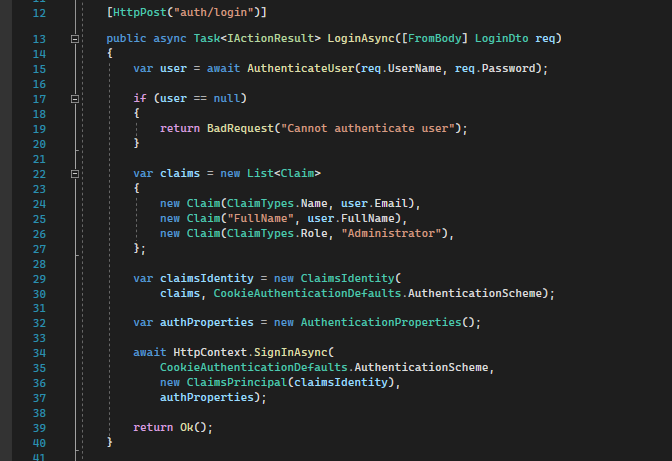 11
12 [HttpPost("auth/login")]
13 public async Task<IActionResult> LoginAsync([FromBody] LoginDto req)
14 {
15 var user = await AuthenticateUser(req.UserName, req.Password);
16
17 if (user == null)
18 {
19 return BadRequest("Cannot authenticate user");
20 }
21
22 var claims = new List<Claim>
23 {
24 new Claim(ClaimTypes.Name, user.Email),
25 new Claim("FullName", user.FullName),
26 new Claim(ClaimTypes.Role, "Administrator"),
27 };
28
29 var claimsIdentity = new ClaimsIdentity(
30 claims, CookieAuthenticationDefaults.AuthenticationScheme);
31
32 var authProperties = new AuthenticationProperties();
33
34 await HttpContext.SignInAsync(
35 CookieAuthenticationDefaults.AuthenticationScheme,
36 new ClaimsPrincipal(claimsIdentity),
37 authProperties);
38
39 return Ok();
40 }
41